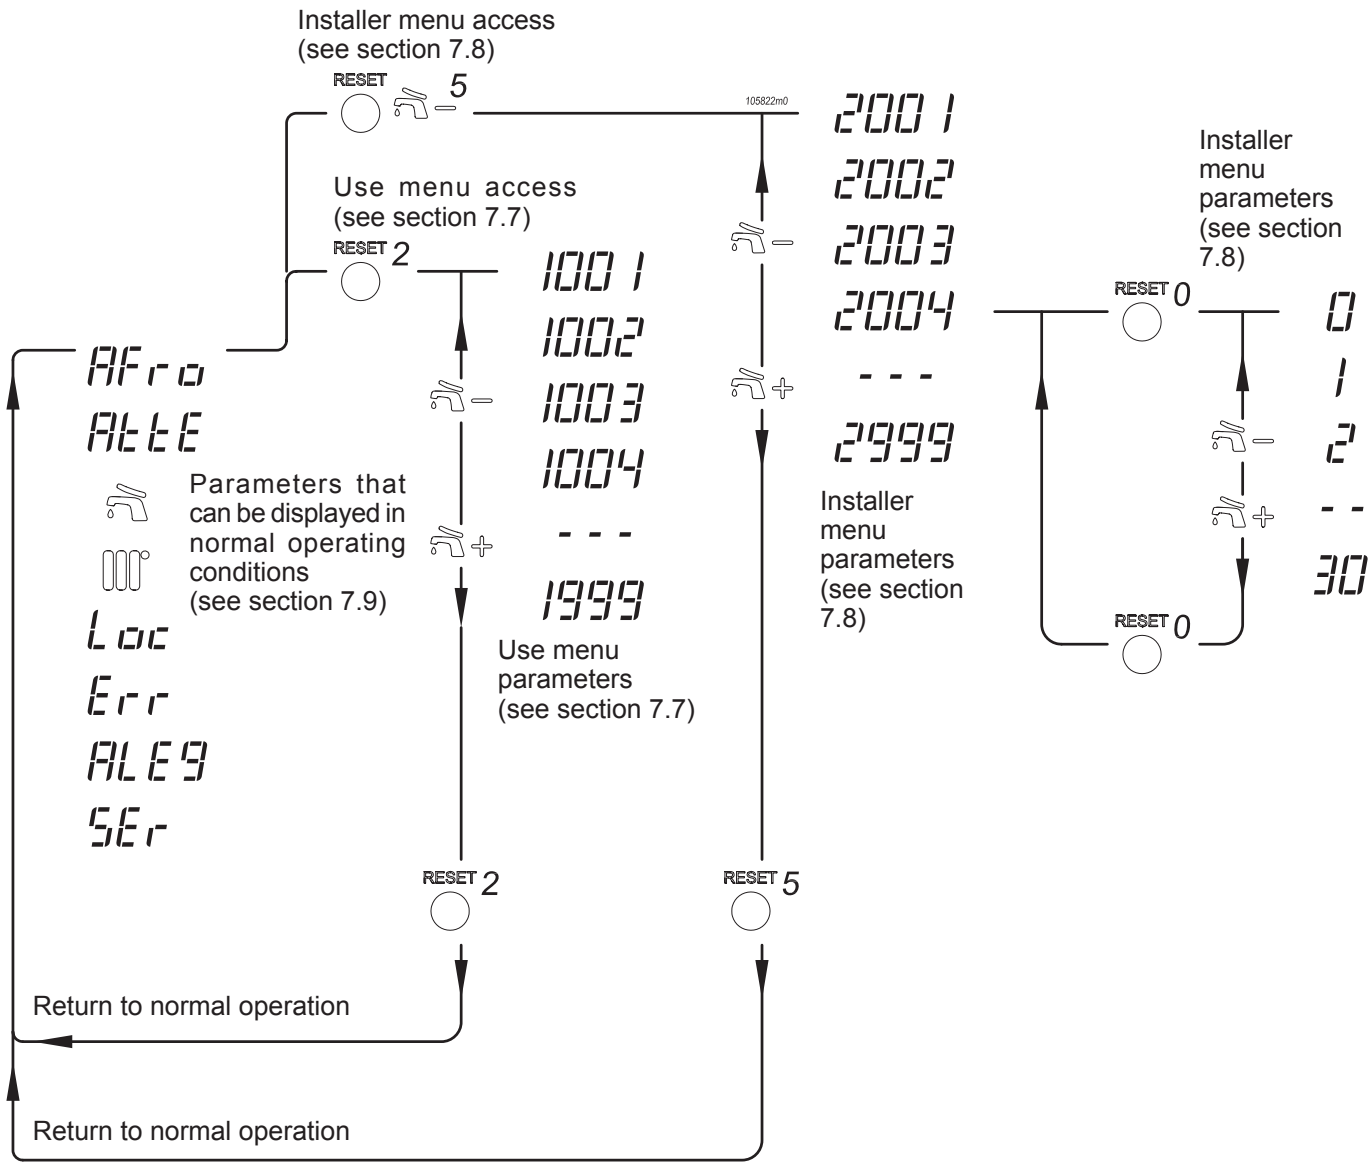 Installer menu access
(see section 7.8)
RESET 5
105822m0
Use menu access
(see section 7.7)
RESET 2
2001
2002
2003
2004
- - -
2999
Installer
menu
parameters
(see section
7.8)
1001
1002
1003
1004
- - -
1999
Use menu
parameters
(see section 7.7)
AFro
AttE
Parameters that
can be displayed in
normal operating
conditions
(see section 7.9)
Loc
Err
ALE9
SEr
Installer
menu
parameters
(see section
7.8)
RESET 0
0
1
2
- -
30
RESET 0
RESET 2
RESET 5
Return to normal operation
Return to normal operation